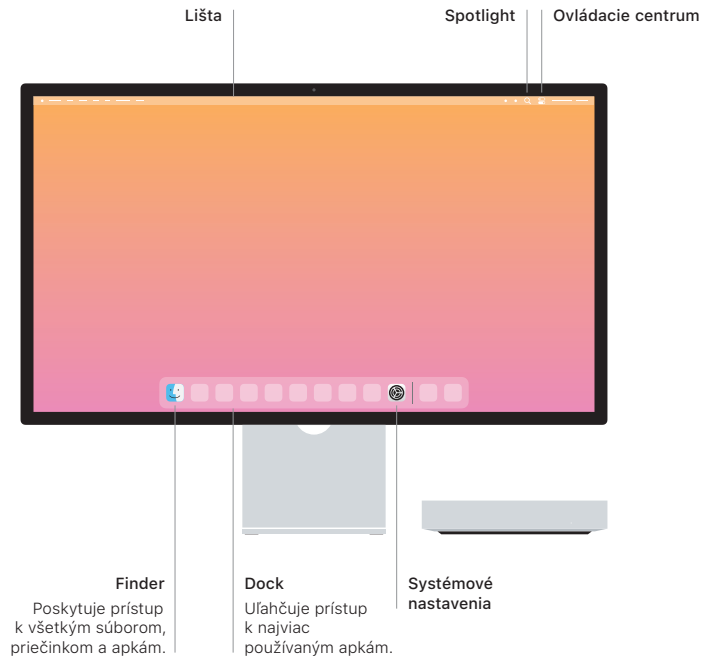 Lišta
Spotlight
Ovládacie centrum
Finder
Poskytuje prístup
k všetkým súborom,
priečinkom a apkám.
Dock
Uľahčuje prístup
k najviac
používaným apkám.
Systémové
nastavenia